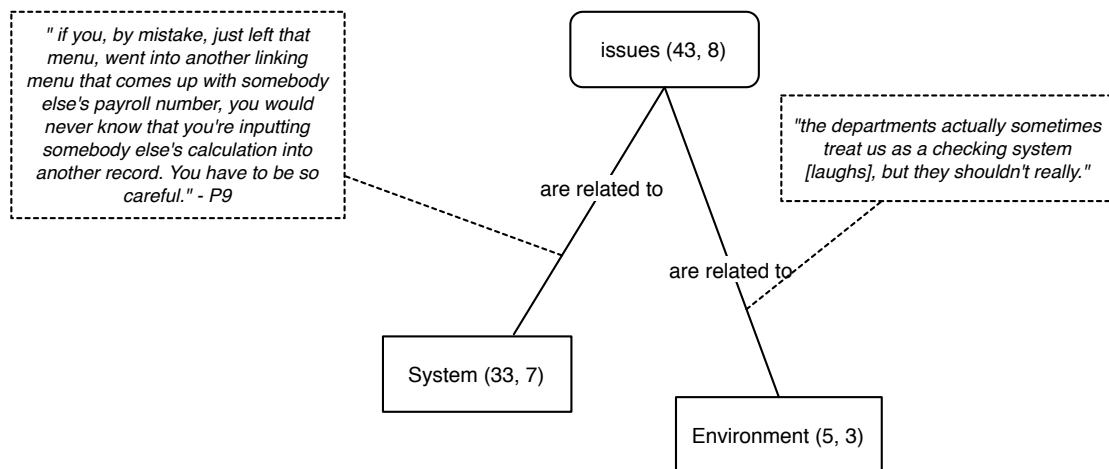 " if you, by mistake, just left that
menu, went into another linking
menu that comes up with somebody
else's payroll number, you would
never know that you're inputting
somebody else's calculation into
another record. You have to be so
careful." - P9
issues (43, 8)
"the departments actually sometimes
treat us as a checking system
[laughs], but they shouldn't really."
are related to
are related to
System (33, 7)
Environment (5, 3)